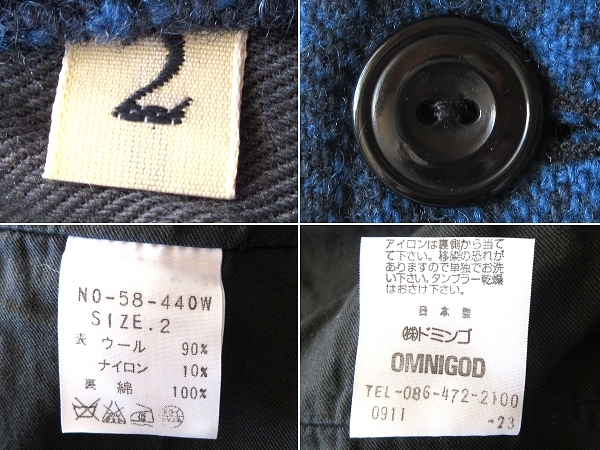 2
NO-58-440W
SIZE.2
表 ウール 90%
ナイロン 10%
裏 綿 100%
アイロンは裏側から当て
て下さい。移染の恐れが
ありますので単独でお洗
い下さい。タンブラー乾燥
はおさけ下さい。
日本製
㈱ドミンゴ
OMNIGOD
TEL-086-472-2100
0911 -23